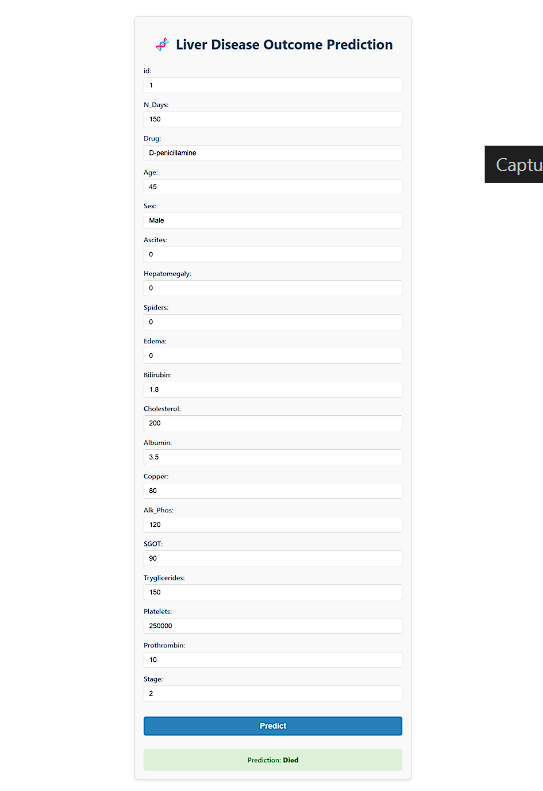 Liver Disease Outcome Prediction
id:
1
N_Days:
150
Drug:
D-penicillamine
Age:
45
Sex:
Male
Ascites:
0
Hepatomegaly:
0
Spiders:
0
Edema:
0
Bilirubin:
1.8
Cholesterol:
200
Albumin:
3.5
Copper:
80
Alk_Phos:
120
SGOT:
90
Tryglicerides:
150
Platelets:
250000
Prothrombin:
10
Stage:
2
Predict
Prediction: Died
Captu